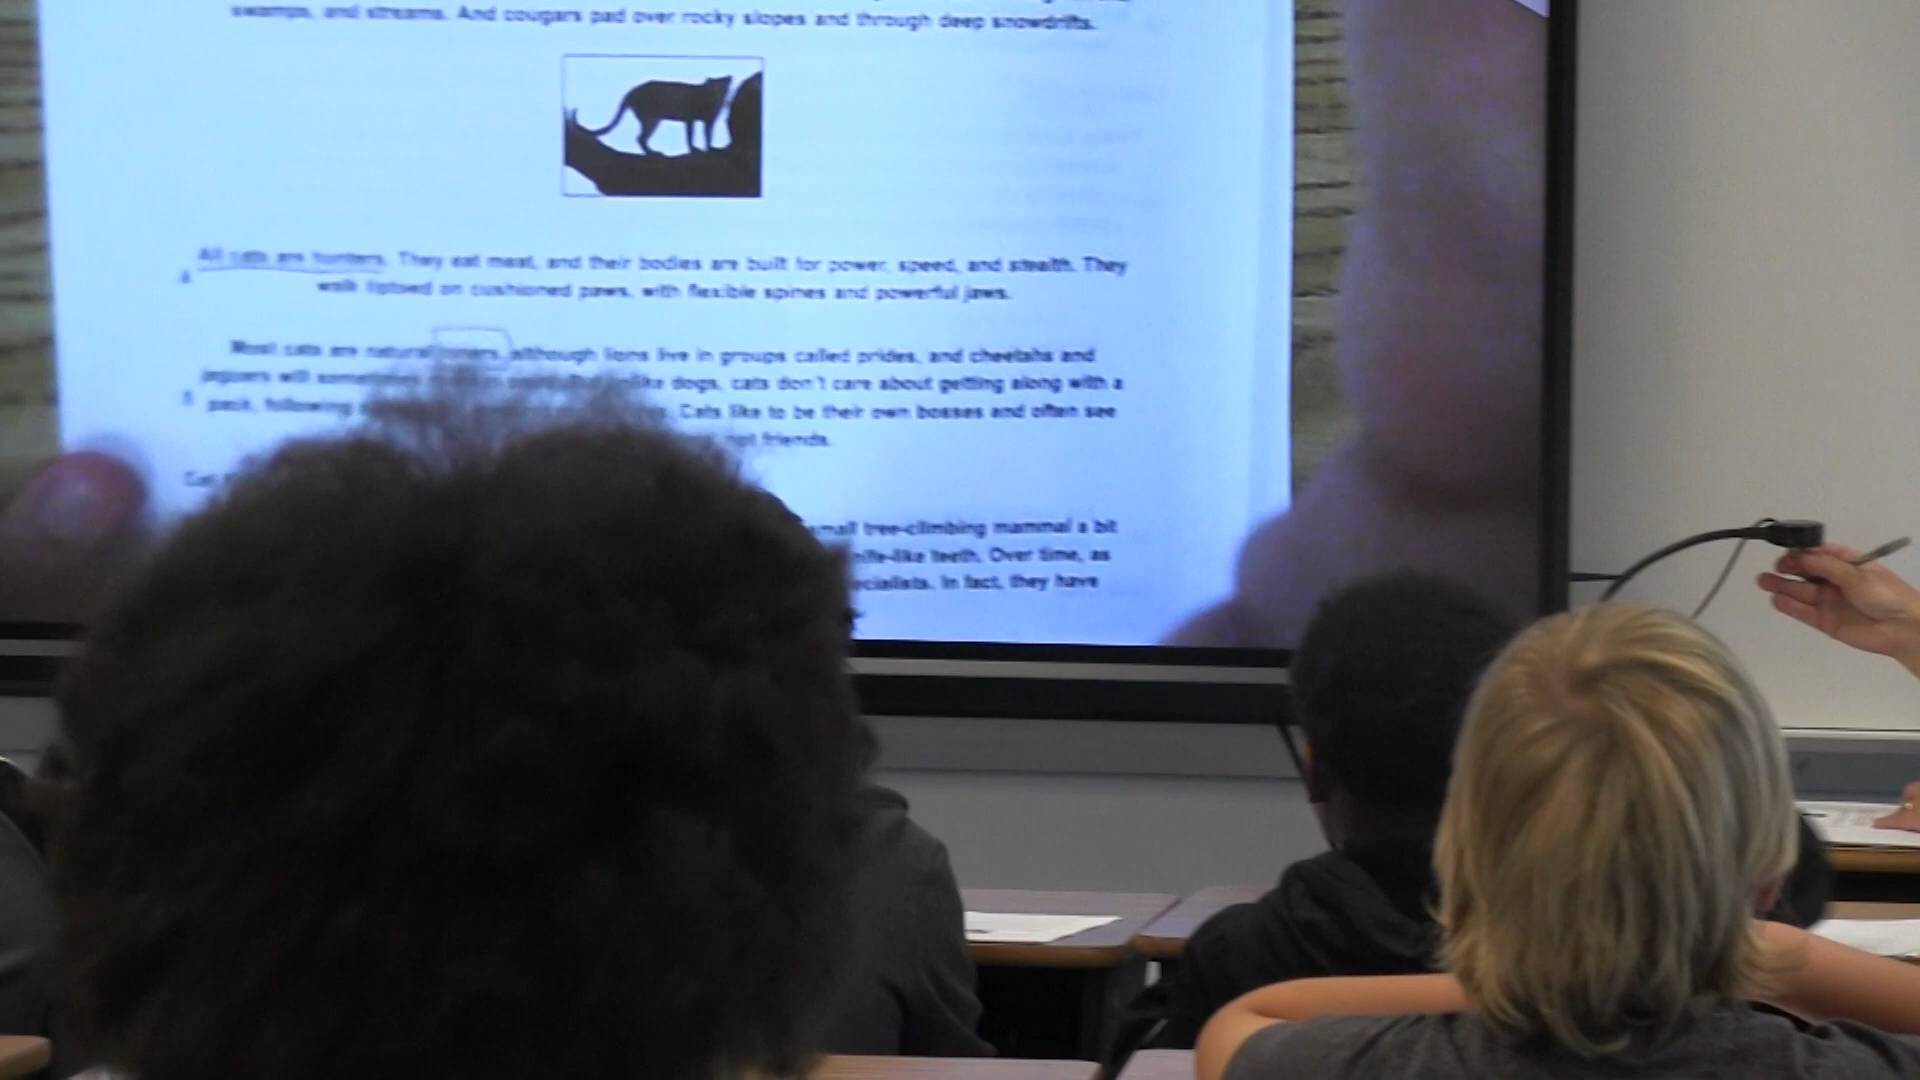 swamps, and streams. And cougars pad over rocky slopes and through deep snowdrifts.
All cats are hunters. They eat meat, and their bodies are built for power, speed, and stealth. They
4
walk tiptoed on cushioned paws, with flexible spines and powerful jaws.
Most cats are natural loners, although lions live in groups called prides, and cheetahs and
jaguars will sometimes dogs, cats don't care about getting along with a
5 pack, following Cats like to be their own bosses and often see
not friends.
Cat
small tree-climbing mammal a bit
knife-like teeth. Over time, as
In fact, they have